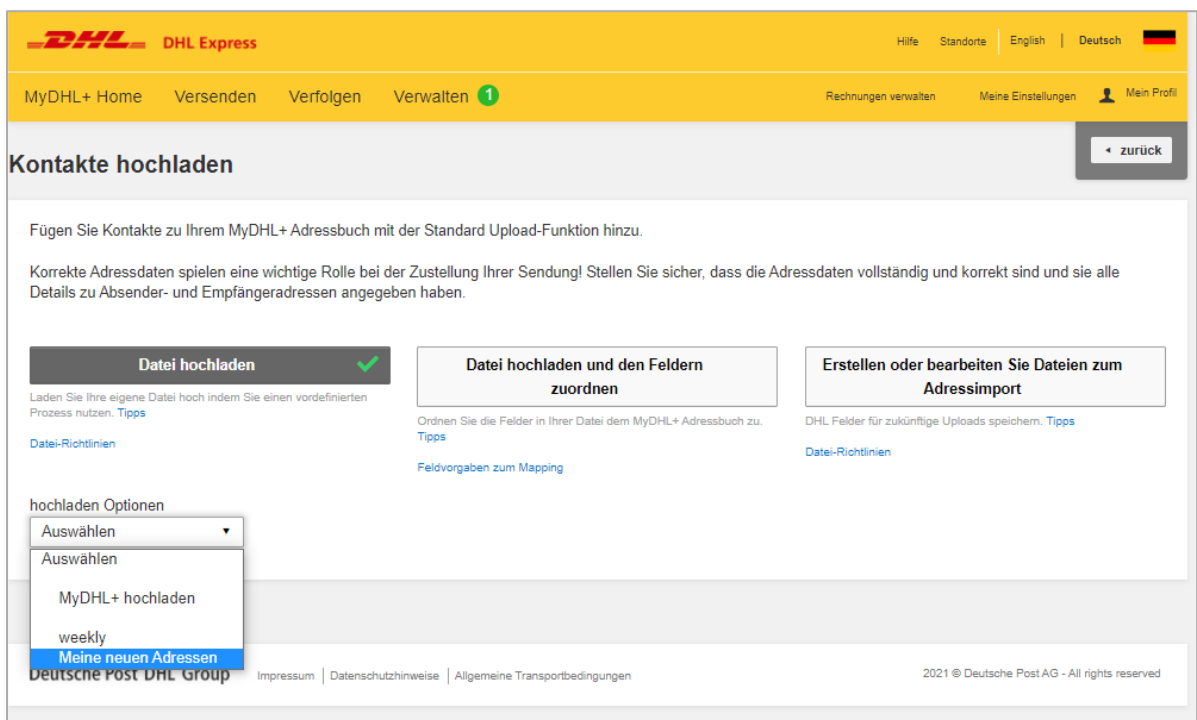 DHL DHL Express Hilfe Standorte English | Deutsch
MyDHL+ Home Versenden Verfolgen Verwalten 1 Rechnungen verwalten Meine Einstellungen Mein Profil
zurück
Kontakte hochladen
Fügen Sie Kontakte zu Ihrem MyDHL+ Adressbuch mit der Standard Upload-Funktion hinzu.
Korrekte Adressdaten spielen eine wichtige Rolle bei der Zustellung Ihrer Sendung! Stellen Sie sicher, dass die Adressdaten vollständig und korrekt sind und sie alle
Details zu Absender- und Empfängeradressen angegeben haben.
Datei hochladen
Laden Sie Ihre eigene Datei hoch indem Sie einen vordefinierten
Prozess nutzen. Tipps
Datei-Richtlinien
Datei hochladen und den Feldern
zuordnen
Ordnen Sie die Felder in Ihrer Datei dem MyDHL+ Adressbuch zu.
Tipps
Feldvorgaben zum Mapping
Erstellen oder bearbeiten Sie Dateien zum
Adressimport
DHL Felder für zukünftige Uploads speichern. Tipps
Datei-Richtlinien
hochladen Optionen
Auswählen
Auswählen
MyDHL+ hochladen
weekly
Meine neuen Adressen
Deutsche Post DHL Group Impressum | Datenschutzhinweise | Allgemeine Transportbedingungen 2021 © Deutsche Post AG - All rights reserved